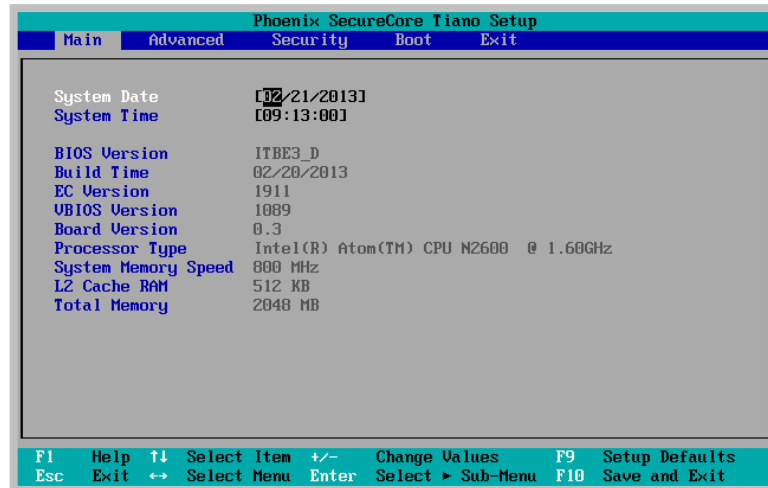 Phoenix SecureCore Tiano Setup
Main Advanced Security Boot Exit
System Date [02/21/2013]
System Time [09:13:00]
BIOS Version ITBE3_D
Build Time 02/20/2013
EC Version 1911
VBIOS Version 1089
Board Version 0.3
Processor Type Intel(R) Atom(TM) CPU N2600 @ 1.60GHz
System Memory Speed 800 MHz
L2 Cache RAM 512 KB
Total Memory 2048 MB
F1 Help ↑↓ Select Item +/- Change Values F9 Setup Defaults
Esc Exit ↔ Select Menu Enter Select ► Sub-Menu F10 Save and Exit